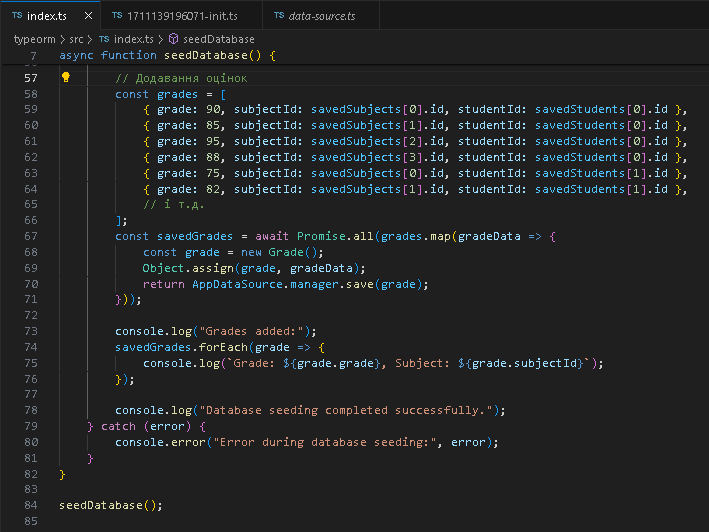 TS index.ts ×
TS 1711139196071-init.ts
TS data-source.ts
typeorm > src > TS index.ts > seedDatabase
7 async function seedDatabase() {
57 // Додавання оцінок
58 const grades = [
59 { grade: 90, subjectId: savedSubjects[0].id, studentId: savedStudents[0].id },
60 { grade: 85, subjectId: savedSubjects[1].id, studentId: savedStudents[0].id },
61 { grade: 95, subjectId: savedSubjects[2].id, studentId: savedStudents[0].id },
62 { grade: 88, subjectId: savedSubjects[3].id, studentId: savedStudents[0].id },
63 { grade: 75, subjectId: savedSubjects[0].id, studentId: savedStudents[1].id },
64 { grade: 82, subjectId: savedSubjects[1].id, studentId: savedStudents[1].id },
65 // і т.д.
66 ];
67 const savedGrades = await Promise.all(grades.map(gradeData => {
68 const grade = new Grade();
69 Object.assign(grade, gradeData);
70 return AppDataSource.manager.save(grade);
71 }));
72
73 console.log("Grades added:");
74 savedGrades.forEach(grade => {
75 console.log(`Grade: ${grade.grade}, Subject: ${grade.subjectId}`);
76 });
77
78 console.log("Database seeding completed successfully.");
79 } catch (error) {
80 console.error("Error during database seeding:", error);
81 }
82 }
83
84 seedDatabase();
85